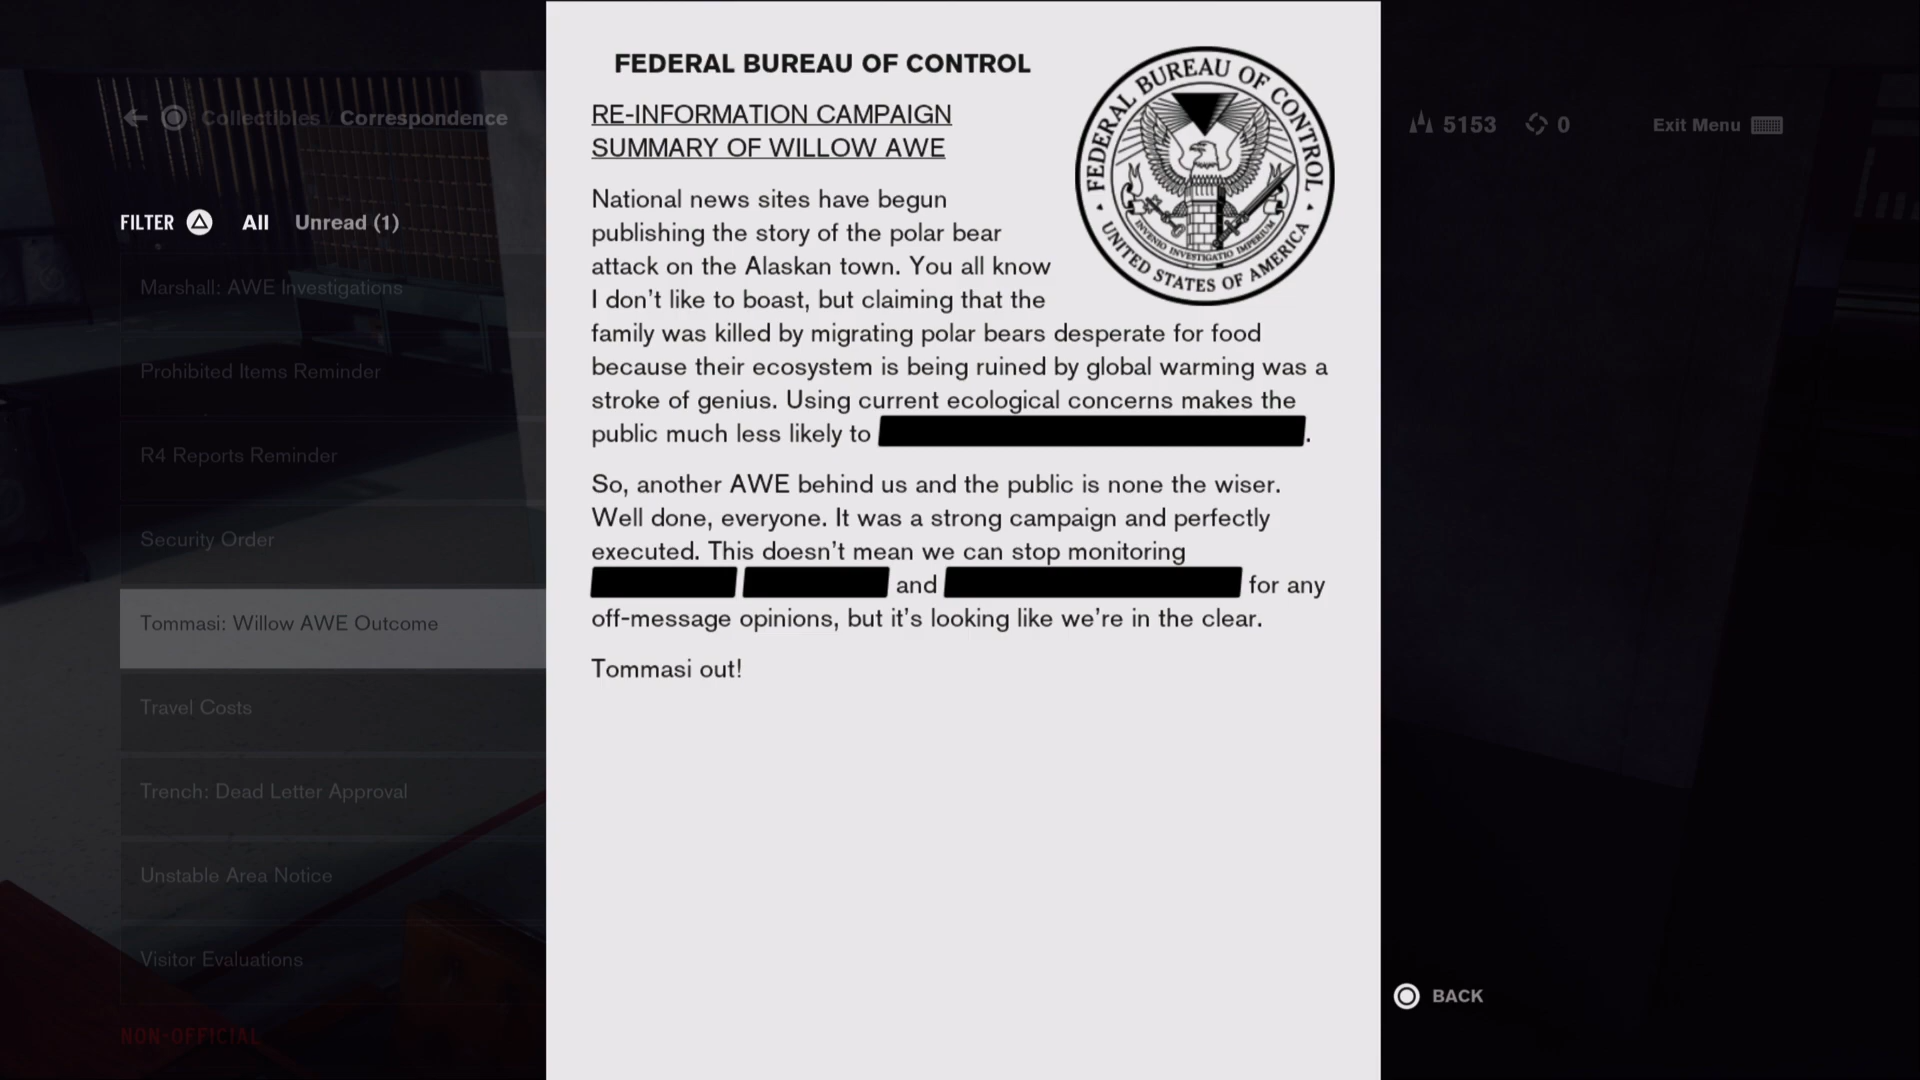 FEDERAL BUREAU OF CONTROL
RE-INFORMATION CAMPAIGN
SUMMARY OF WILLOW AWE
National news sites have begun
publishing the story of the polar bear
attack on the Alaskan town. You all know
I don't like to boast, but claiming that the
family was killed by migrating polar bears desperate for food
because their ecosystem is being ruined by global warming was a
stroke of genius. Using current ecological concerns makes the
public much less likely to .
So, another AWE behind us and the public is none the wiser.
Well done, everyone. It was a strong campaign and perfectly
executed. This doesn't mean we can stop monitoring
and for any
off-message opinions, but it's looking like we're in the clear.
Tommasi out!
FEDERAL BUREAU OF CONTROL
UNITED STATES OF AMERICA
INVENIO INVESTIGATIO IMPERIUM
Collectibles Correspondence
5153 0 Exit Menu
FILTER All Unread (1)
Marshall: AWE Investigations
Prohibited Items Reminder
R4 Reports Reminder
Security Order
Tommasi: Willow AWE Outcome
Travel Costs
Trench: Dead Letter Approval
Unstable Area Notice
Visitor Evaluations
NON-OFFICIAL
BACK